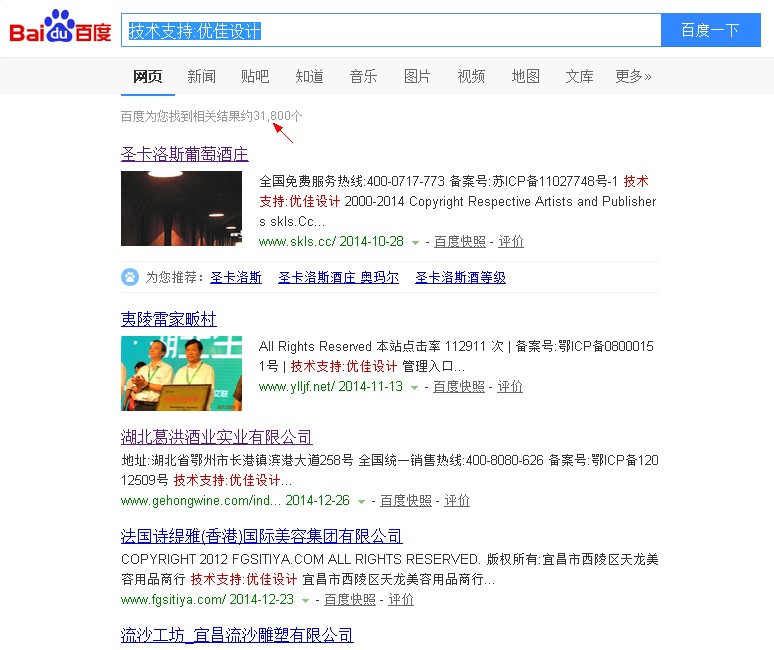 Bai du 百度
技术支持:优佳设计
百度一下
网页 新闻 贴吧 知道 音乐 图片 视频 地图 文库 更多»
百度为您找到相关结果约31,800个
圣卡洛斯葡萄酒庄
全国免费服务热线:400-0717-773 备案号:苏ICP备11027748号-1 技术
支持:优佳设计 2000-2014 Copyright Respective Artists and Publisher
s skls.Cc...
www.skls.cc/ 2014-10-28 - 百度快照 - 评价
为您推荐: 圣卡洛斯 圣卡洛斯酒庄 奥玛尔 圣卡洛斯酒等级
夷陵雷家畈村
All Rights Reserved 本站点击率 112911 次 | 备案号:鄂ICP备0800015
1号 | 技术支持:优佳设计 管理入口...
www.ylljf.net/ 2014-11-13 - 百度快照 - 评价
湖北葛洪酒业实业有限公司
地址:湖北省鄂州市长港镇滨港大道258号 全国统一销售热线:400-8080-626 备案号:鄂ICP备120
12509号 技术支持:优佳设计...
www.gehongwine.com/ind... 2014-12-26 - 百度快照 - 评价
法国诗缇雅(香港)国际美容集团有限公司
COPYRIGHT 2012 FGSITIYA.COM ALL RIGHTS RESERVED. 版权所有:宜昌市西陵区天龙美
容用品商行 技术支持:优佳设计 宜昌市西陵区天龙美容用品商行...
www.fgsitiya.com/ 2014-12-23 - 百度快照 - 评价
流沙工坊_宜昌流沙雕塑有限公司